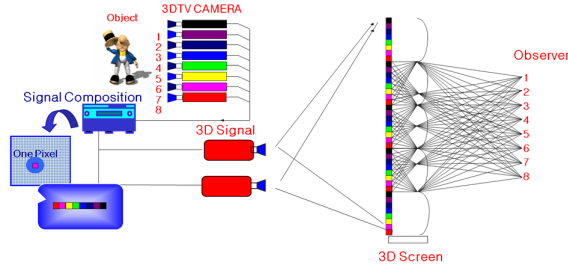 3DTV CAMERA
Object
1
2
3
4
5
6
7
8
Signal Composition
One Pixel
3D Signal
Observer
1
2
3
4
5
6
7
8
3D Screen